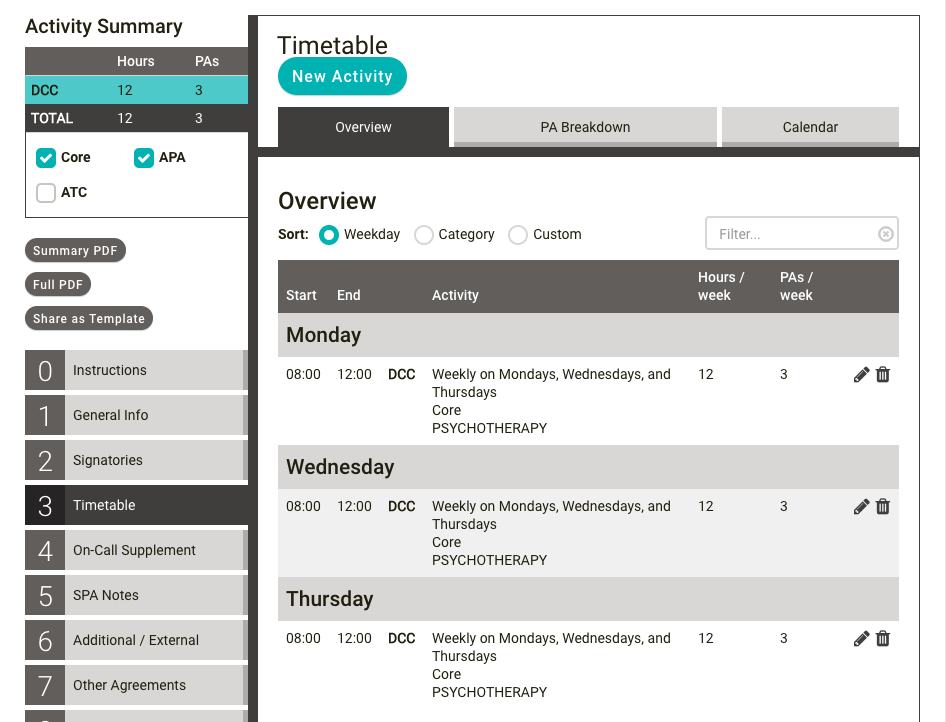 Activity Summary
Hours PAs
DCC 12 3
TOTAL 12 3
Core APA
ATC
Summary PDF
Full PDF
Share as Template
0 Instructions
1 General Info
2 Signatories
3 Timetable
4 On-Call Supplement
5 SPA Notes
6 Additional / External
7 Other Agreements
Timetable
New Activity
Overview PA Breakdown Calendar
Overview
Sort: Weekday Category Custom Filter...
Start End Activity Hours / week PAs / week
Monday
08:00 12:00 DCC Weekly on Mondays, Wednesdays, and 12 3
Thursdays
Core
PSYCHOTHERAPY
Wednesday
08:00 12:00 DCC Weekly on Mondays, Wednesdays, and 12 3
Thursdays
Core
PSYCHOTHERAPY
Thursday
08:00 12:00 DCC Weekly on Mondays, Wednesdays, and 12 3
Thursdays
Core
PSYCHOTHERAPY